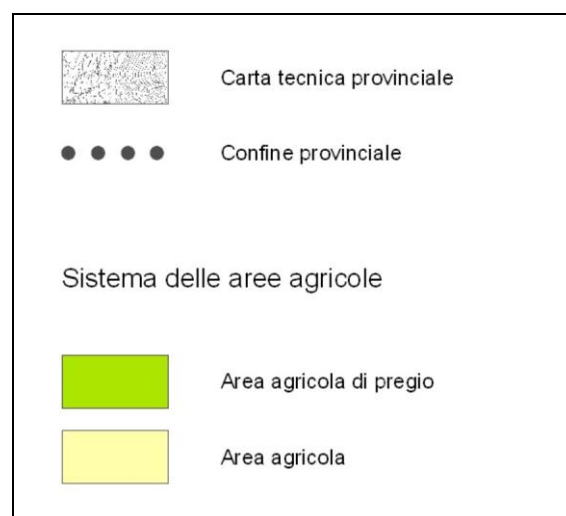 Carta tecnica provinciale
Confine provinciale
Sistema delle aree agricole
Area agricola di pregio
Area agricola